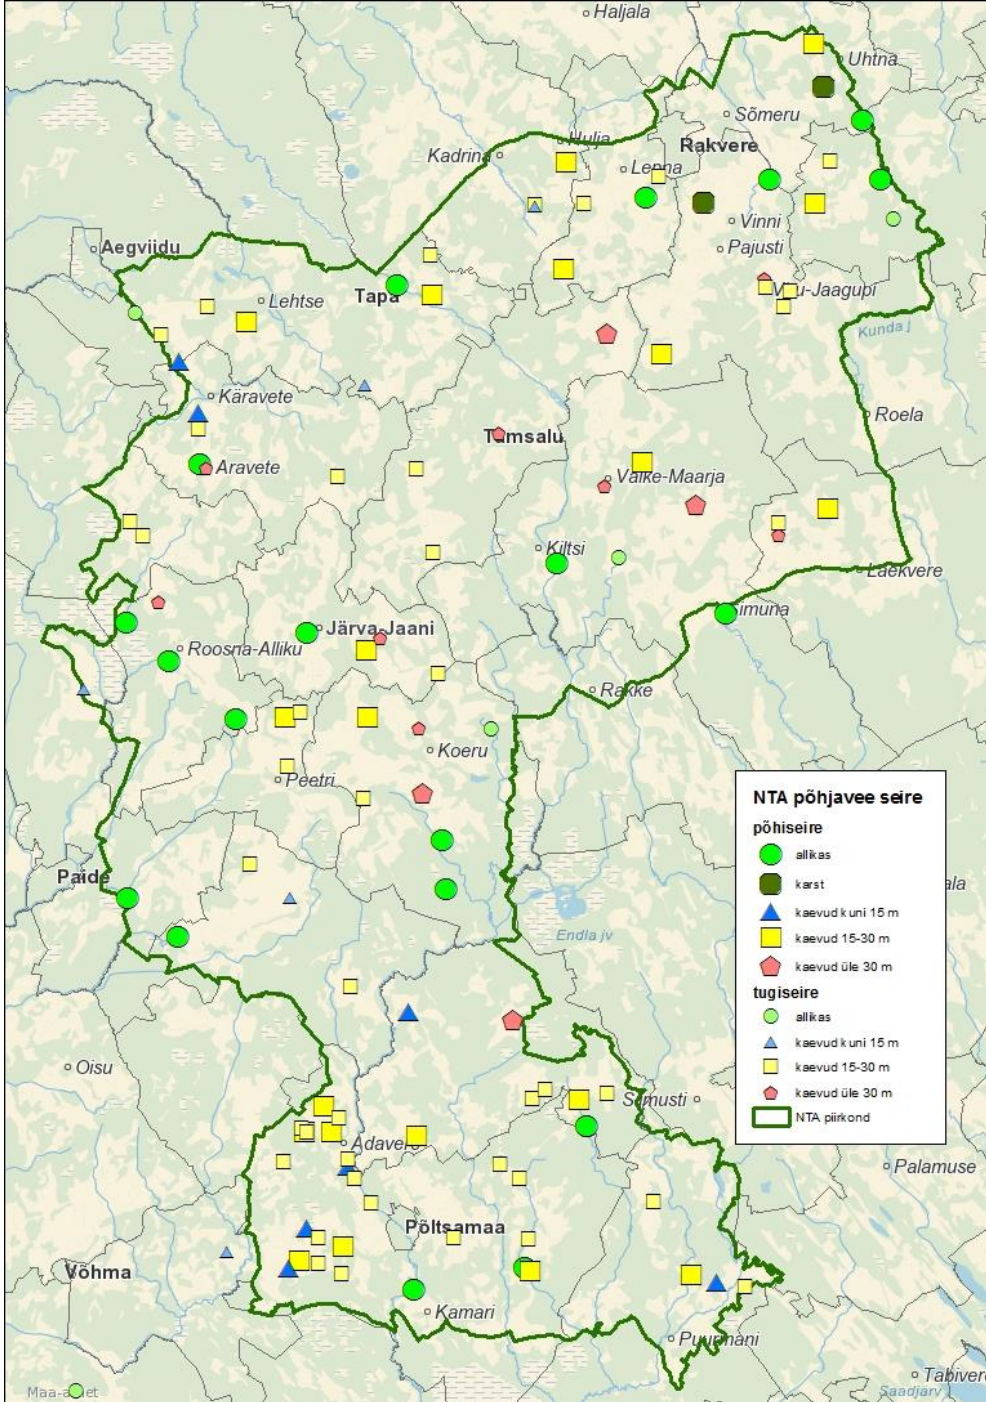 Haljala
Uhtna
Sõmeru
Hulja
Rakvere
Kadrina
Vinni
Pajusti
Aegviidu
Tapa
Lehtse
Kunda j
Käravete
Roela
Tamsalu
Aravete
Väike-Maarja
Kiltsi
Laekvere
Simuna
Järva-Jaani
Roosna-Alliku
Rakke
Koeru
Peetri
NTA põhjavee seire
põhiseire
allikas
karst
kaevud kuni 15 m
kaevud 15-30 m
kaevud üle 30 m
tugiseire
allikas
kaevud kuni 15 m
kaevud 15-30 m
kaevud üle 30 m
NTA piirkond
Paide
ala
Endla jv
Oisu
Adavere
Palamuse
Põltsamaa
Võhma
Kamari
Puurmani
Tabivere
Saadjärv